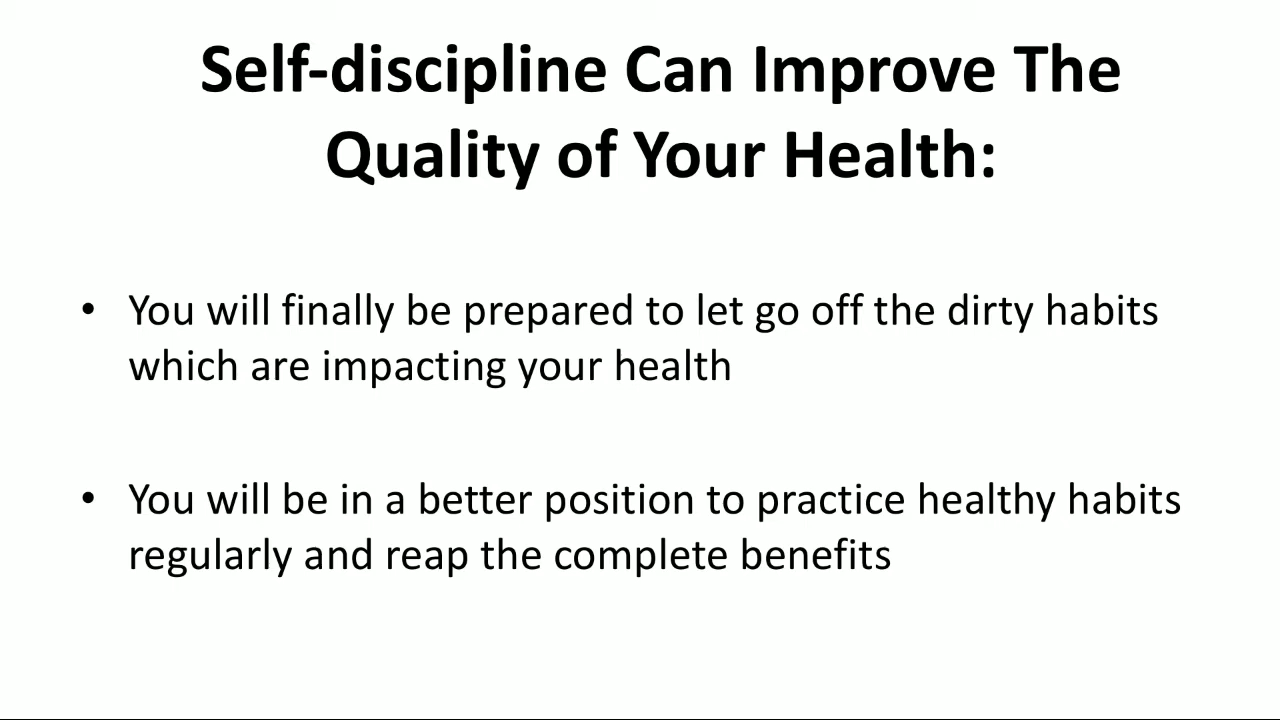 Self-discipline Can Improve The
Quality of Your Health:
• You will finally be prepared to let go off the dirty habits
which are impacting your health
• You will be in a better position to practice healthy habits
regularly and reap the complete benefits